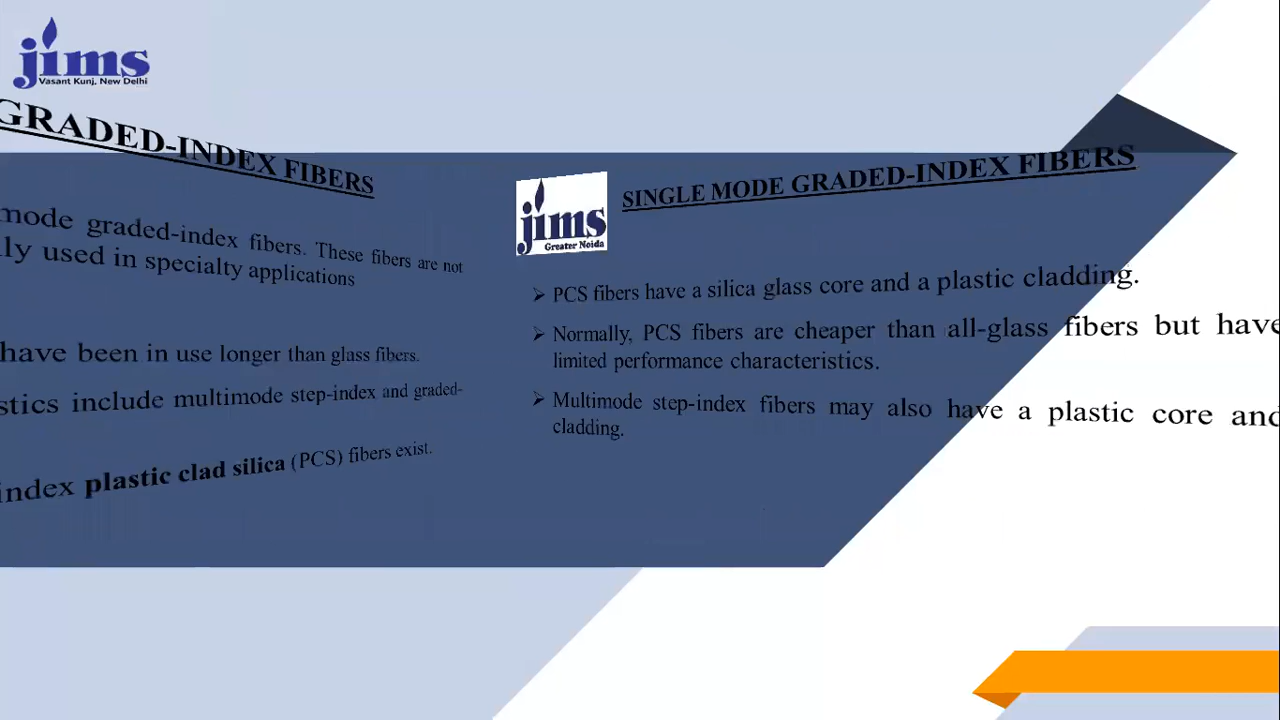 jims
Vasant Kunj, New Delhi
GRADED-INDEX FIBERS
mode graded-index fibers. These fibers are not
lly used in specialty applications
have been in use longer than glass fibers.
stics include multimode step-index and graded-
index plastic clad silica (PCS) fibers exist.
jims
Greater Noida
SINGLE MODE GRADED-INDEX FIBERS
➢ PCS fibers have a silica glass core and a plastic cladding.
➢ Normally, PCS fibers are cheaper than all-glass fibers but have
limited performance characteristics.
➢ Multimode step-index fibers may also have a plastic core and
cladding.